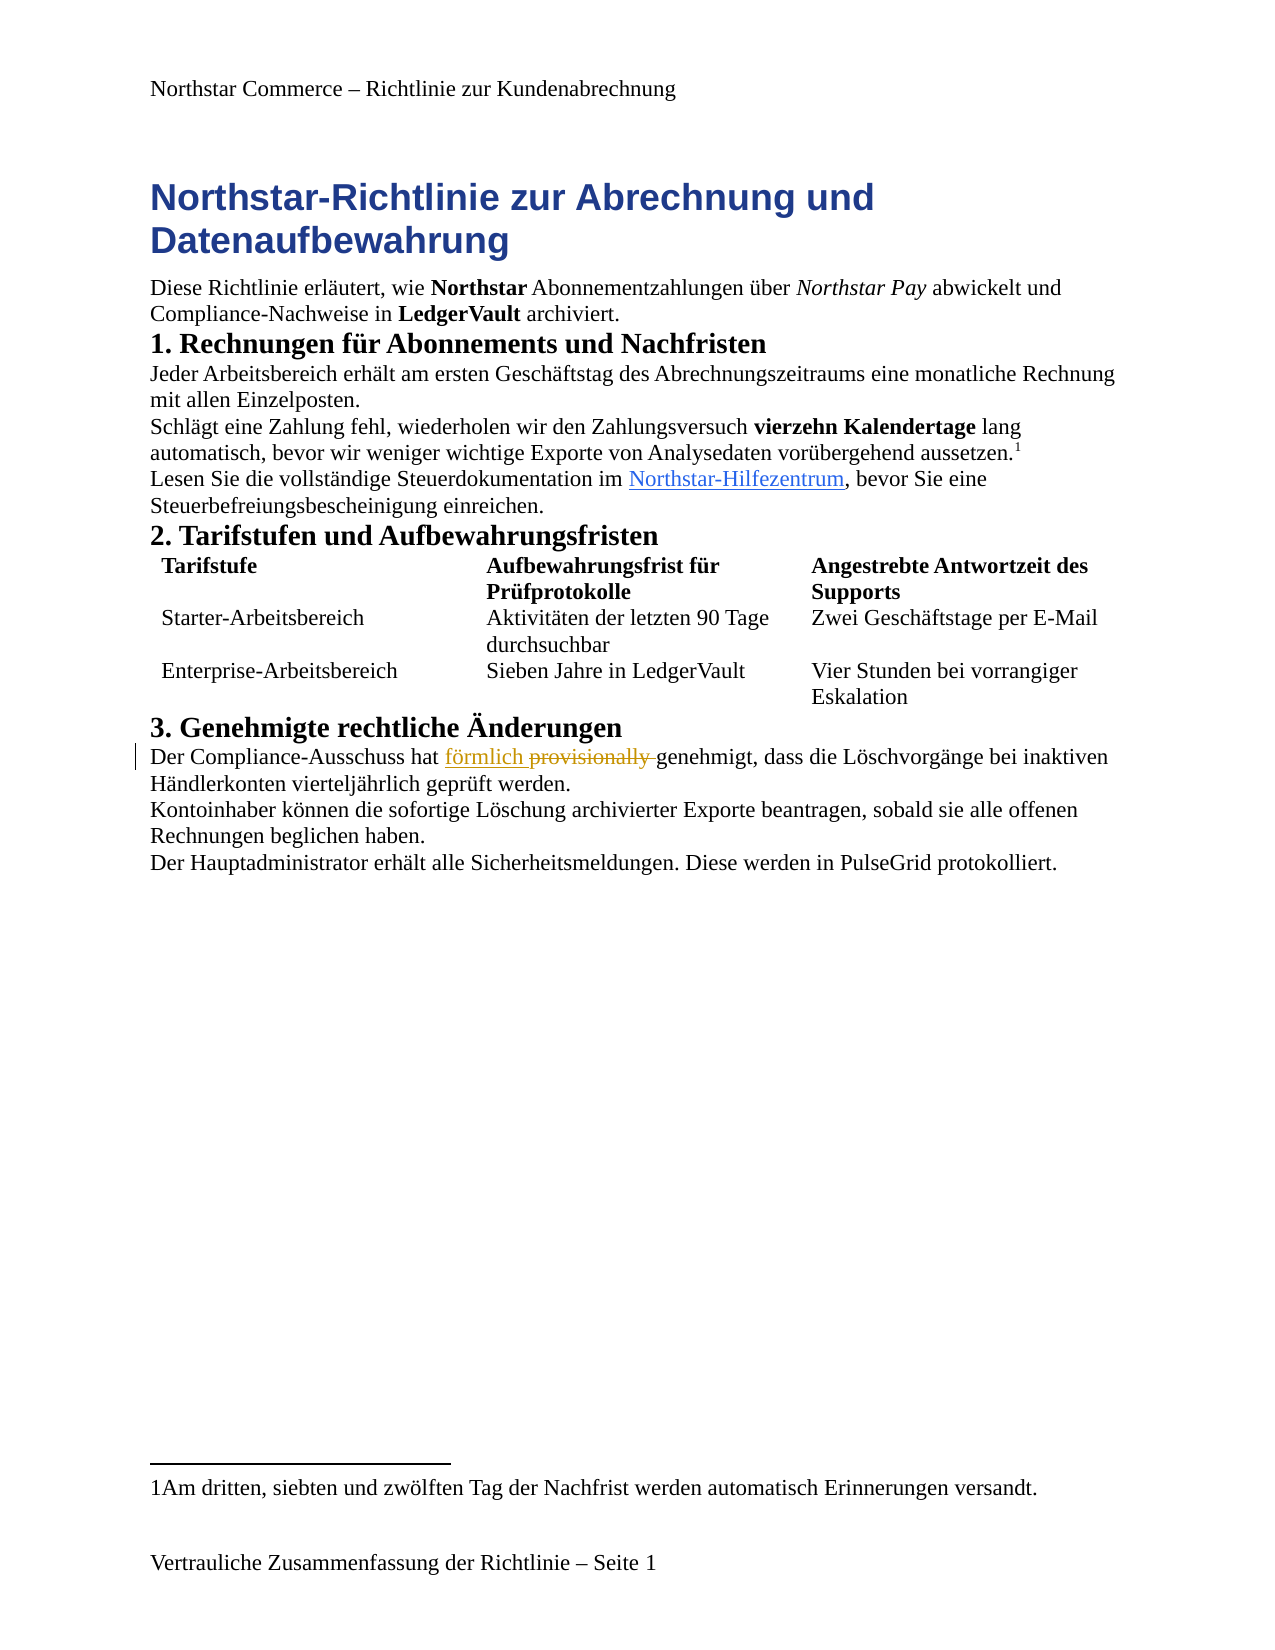 Northstar Commerce – Richtlinie zur Kundenabrechnung
Northstar-Richtlinie zur Abrechnung und
Datenaufbewahrung
Diese Richtlinie erläutert, wie Northstar Abonnementzahlungen über Northstar Pay abwickelt und
Compliance-Nachweise in LedgerVault archiviert.
1. Rechnungen für Abonnements und Nachfristen
Jeder Arbeitsbereich erhält am ersten Geschäftstag des Abrechnungszeitraums eine monatliche Rechnung
mit allen Einzelposten.
Schlägt eine Zahlung fehl, wiederholen wir den Zahlungsversuch vierzehn Kalendertage lang
automatisch, bevor wir weniger wichtige Exporte von Analysedaten vorübergehend aussetzen.1
Lesen Sie die vollständige Steuerdokumentation im Northstar-Hilfezentrum, bevor Sie eine
Steuerbefreiungsbescheinigung einreichen.
2. Tarifstufen und Aufbewahrungsfristen
Tarifstufe Aufbewahrungsfrist für Angestrebte Antwortzeit des
Prüfprotokolle Supports
Starter-Arbeitsbereich Aktivitäten der letzten 90 Tage Zwei Geschäftstage per E-Mail
durchsuchbar
Enterprise-Arbeitsbereich Sieben Jahre in LedgerVault Vier Stunden bei vorrangiger
Eskalation
3. Genehmigte rechtliche Änderungen
Der Compliance-Ausschuss hat förmlich provisionally genehmigt, dass die Löschvorgänge bei inaktiven
Händlerkonten vierteljährlich geprüft werden.
Kontoinhaber können die sofortige Löschung archivierter Exporte beantragen, sobald sie alle offenen
Rechnungen beglichen haben.
Der Hauptadministrator erhält alle Sicherheitsmeldungen. Diese werden in PulseGrid protokolliert.
1Am dritten, siebten und zwölften Tag der Nachfrist werden automatisch Erinnerungen versandt.
Vertrauliche Zusammenfassung der Richtlinie – Seite 1